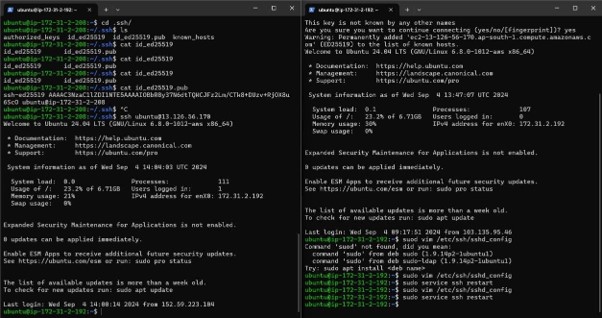 ubuntu@ip-172-31-2-208:~$ cd .ssh/
ubuntu@ip-172-31-2-208:~/.ssh$ ls
authorized_keys  id_ed25519  id_ed25519.pub  known_hosts
ubuntu@ip-172-31-2-208:~/.ssh$ cat id_ed25519
id_ed25519      id_ed25519.pub
ubuntu@ip-172-31-2-208:~/.ssh$ cat id_ed25519
id_ed25519      id_ed25519.pub
ubuntu@ip-172-31-2-208:~/.ssh$ cat id_ed25519.pub
ssh-ed25519
ubuntu@ip-172-31-2-208
ubuntu@ip-172-31-2-208:~/.ssh$ ^C
ubuntu@ip-172-31-2-208:~/.ssh$ ssh ubuntu@13.126.56.170
Welcome to Ubuntu 24.04 LTS (GNU/Linux 6.8.0-1012-aws x86_64)
* Documentation:  https://help.ubuntu.com
* Management:     https://landscape.canonical.com
* Support:        https://ubuntu.com/pro
System information as of Wed Sep  4 14:04:03 UTC 2024
System load:  0.0               Processes:             111
Usage of /:   23.2% of 6.71GB   Users logged in:       1
Memory usage: 21%               IPv4 address for enX0: 172.31.2.192
Swap usage:   0%
Expanded Security Maintenance for Applications is not enabled.
0 updates can be applied immediately.
Enable ESM Apps to receive additional future security updates.
See https://ubuntu.com/esm or run: sudo pro status
The list of available updates is more than a week old.
To check for new updates run: sudo apt update
Last login: Wed Sep  4 14:00:14 2024 from 152.59.223.104
ubuntu@ip-172-31-2-192:~$
This key is not known by any other names
Are you sure you want to continue connecting (yes/no/[fingerprint])? yes
Warning: Permanently added 'ec2-13-126-56-170.ap-south-1.compute.amazonaws.c
om' (ED25519) to the list of known hosts.
Welcome to Ubuntu 24.04 LTS (GNU/Linux 6.8.0-1012-aws x86_64)
* Documentation:  https://help.ubuntu.com
* Management:     https://landscape.canonical.com
* Support:        https://ubuntu.com/pro
System information as of Wed Sep  4 13:47:07 UTC 2024
System load:  0.1               Processes:             107
Usage of /:   23.2% of 6.71GB   Users logged in:       0
Memory usage: 30%               IPv4 address for enX0: 172.31.2.192
Swap usage:   0%
Expanded Security Maintenance for Applications is not enabled.
0 updates can be applied immediately.
Enable ESM Apps to receive additional future security updates.
See https://ubuntu.com/esm or run: sudo pro status
The list of available updates is more than a week old.
To check for new updates run: sudo apt update
Last login: Wed Sep  4 09:17:51 2024 from 103.135.95.46
ubuntu@ip-172-31-2-192:~$ sued vim /etc/ssh/sshd_config
Command 'sued' not found, did you mean:
command 'sudo' from deb sudo (1.9.14p2-1ubuntu1)
command 'sudo' from deb sudo-ldap (1.9.14p2-1ubuntu1)
Try: sudo apt install <deb name>
ubuntu@ip-172-31-2-192:~$ sudo vim /etc/ssh/sshd_config
ubuntu@ip-172-31-2-192:~$ sudo service ssh restart
ubuntu@ip-172-31-2-192:~$ sudo vim /etc/ssh/sshd_config
ubuntu@ip-172-31-2-192:~$ sudo service ssh restart
ubuntu@ip-172-31-2-192:~$